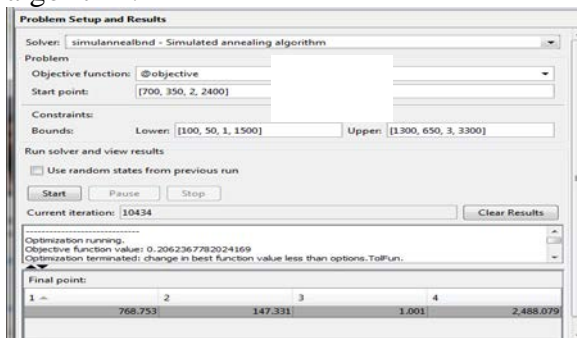 Problem Setup and Results
Solver: simulannealbnd - Simulated annealing algorithm
Problem
Objective function: @objective
Start point: [700, 350, 2, 2400]
Constraints:
Bounds: Lower: [100, 50, 1, 1500] Upper: [1300, 650, 3, 3300]
Run solver and view results
Use random states from previous run
Start Pause Stop
Current iteration: 10434 Clear Results
Optimization running.
Objective function value: 0.2062367782024169
Optimization terminated: change in best function value less than options.TolFun.
Final point:
1 2 3 4
768.753 147.331 1.001 2,488.079